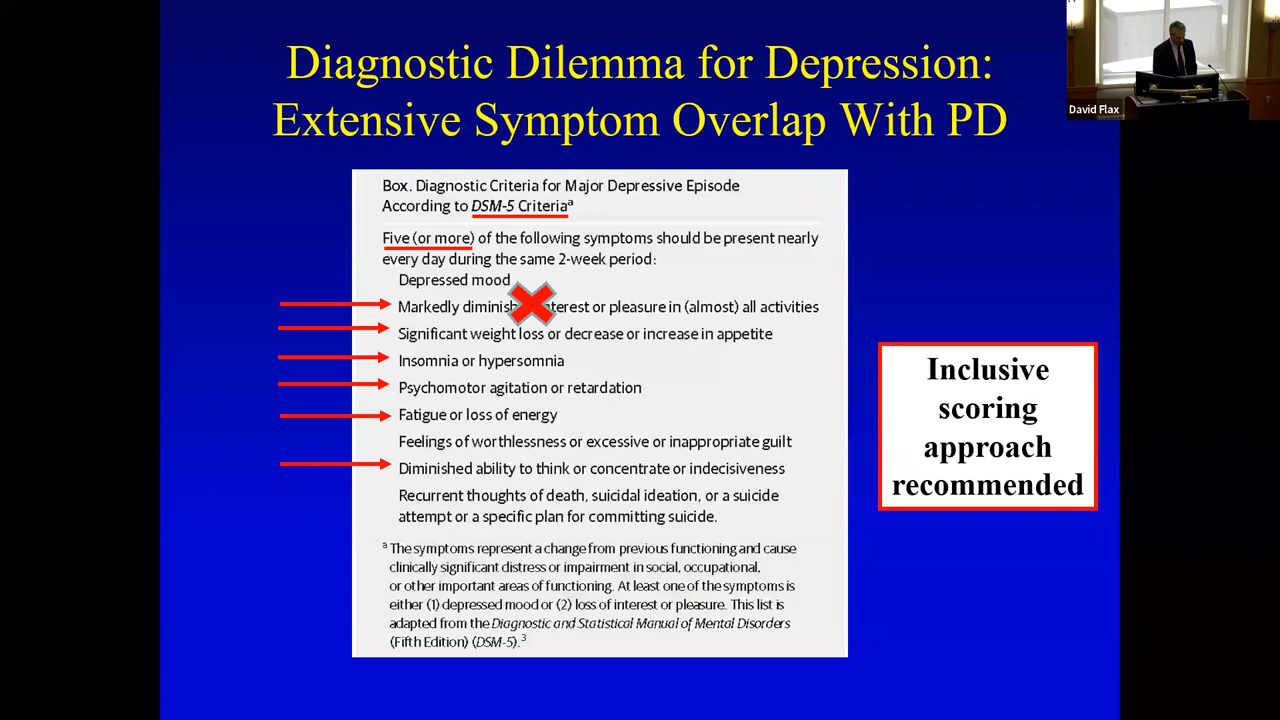 Diagnostic Dilemma for Depression:
Extensive Symptom Overlap With PD
David Flax
Box. Diagnostic Criteria for Major Depressive Episode
According to DSM-5 Criteriaª
Five (or more) of the following symptoms should be present nearly
every day during the same 2-week period:
Depressed mood
Markedly diminish terest or pleasure in (almost) all activities
Significant weight loss or decrease or increase in appetite
Insomnia or hypersomnia
Psychomotor agitation or retardation
Fatigue or loss of energy
Feelings of worthlessness or excessive or inappropriate guilt
Diminished ability to think or concentrate or indecisiveness
Recurrent thoughts of death, suicidal ideation, or a suicide
attempt or a specific plan for committing suicide.
ª The symptoms represent a change from previous functioning and cause
clinically significant distress or impairment in social, occupational,
or other important areas of functioning. At least one of the symptoms is
either (1) depressed mood or (2) loss of interest or pleasure. This list is
adapted from the Diagnostic and Statistical Manual of Mental Disorders
(Fifth Edition) (DSM-5).³
Inclusive
scoring
approach
recommended